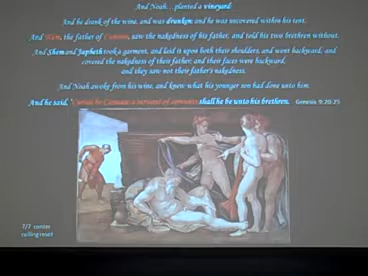 And Noah... planted a vineyard:
And he drank of the wine, and was drunken; and he was uncovered within his tent.
And Ham, the father of Canaan, saw the nakedness of his father, and told his two brethren without.
And Shem and Japheth took a garment, and laid it upon both their shoulders, and went backward, and
covered the nakedness of their father; and their faces were backward,
and they saw not their father's nakedness.
And Noah awoke from his wine, and knew what his younger son had done unto him.
And he said, 'Cursed be Canaan; a servant of servants shall he be unto his brethren. Genesis 9:20-25
7/7 center
ceiling